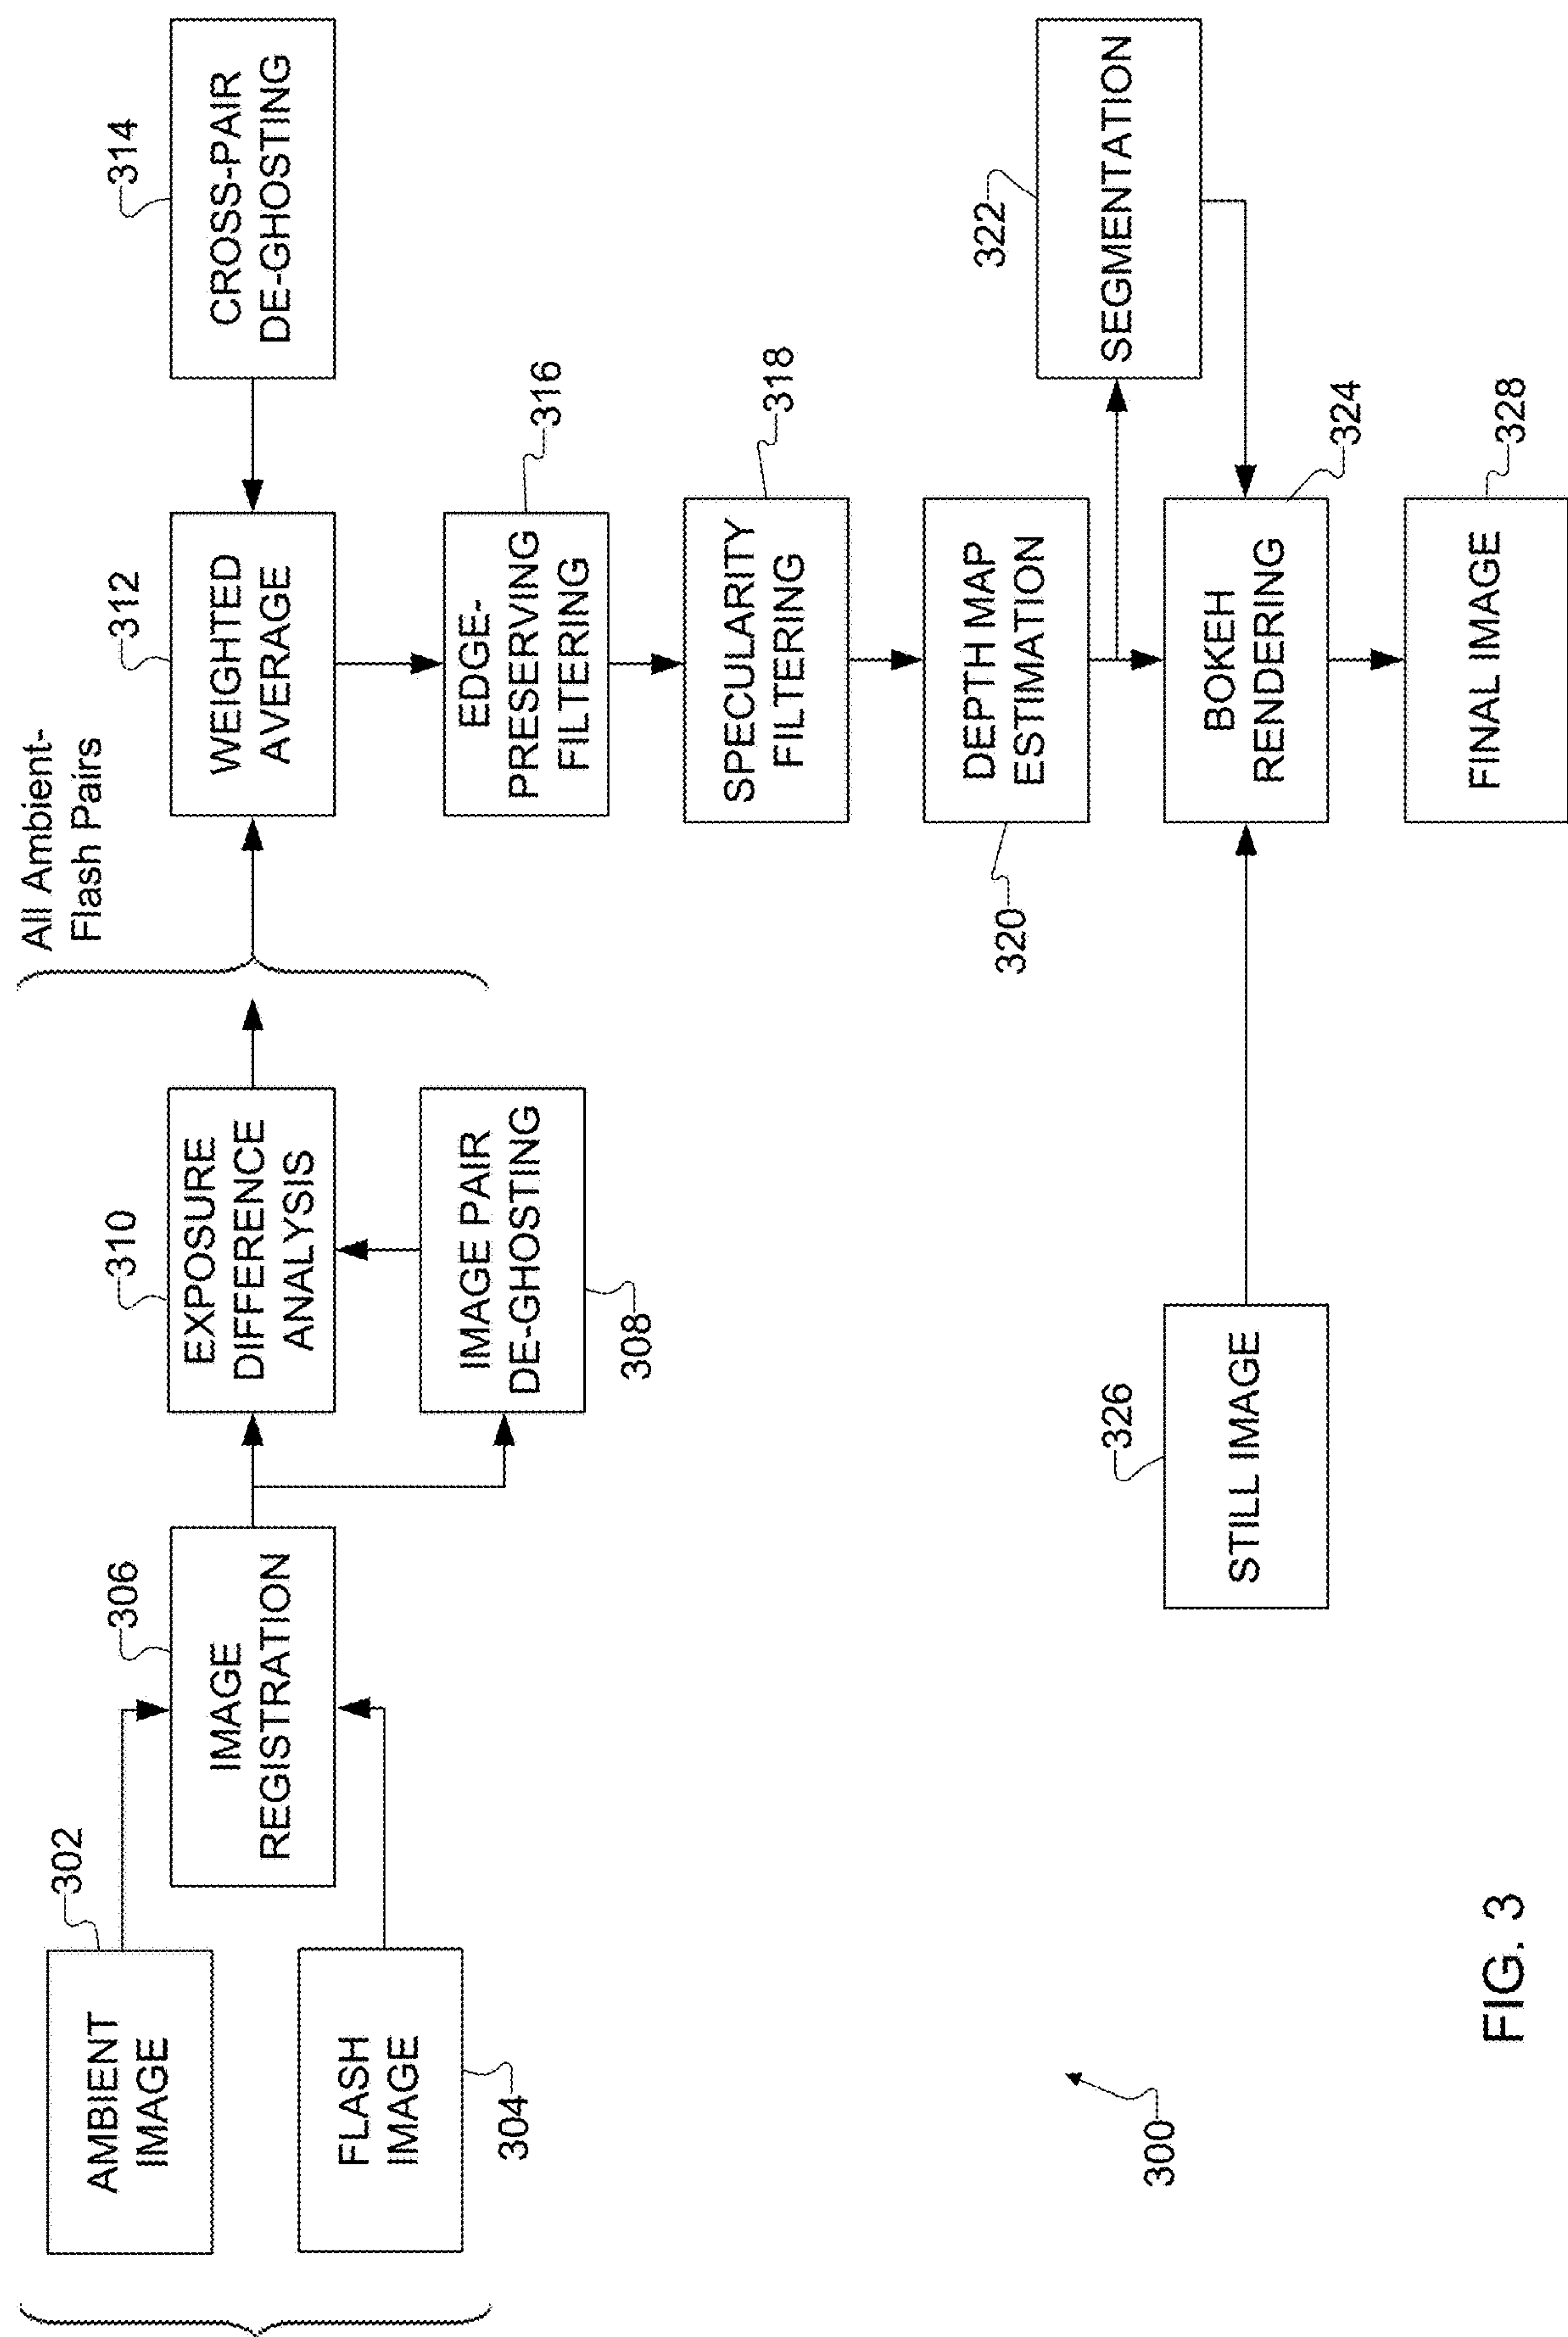 All Ambient-
Flash Pairs
302
AMBIENT
IMAGE
FLASH
IMAGE
304
306
IMAGE
REGISTRATION
310
EXPOSURE
DIFFERENCE
ANALYSIS
IMAGE PAIR
DE-GHOSTING
308
312
WEIGHTED
AVERAGE
314
CROSS-PAIR
DE-GHOSTING
EDGE-
PRESERVING
FILTERING
316
SPECULARITY
FILTERING
318
DEPTH MAP
ESTIMATION
320
322
SEGMENTATION
326
STILL IMAGE
BOKEH
RENDERING
324
FINAL IMAGE
328
300
FIG. 3